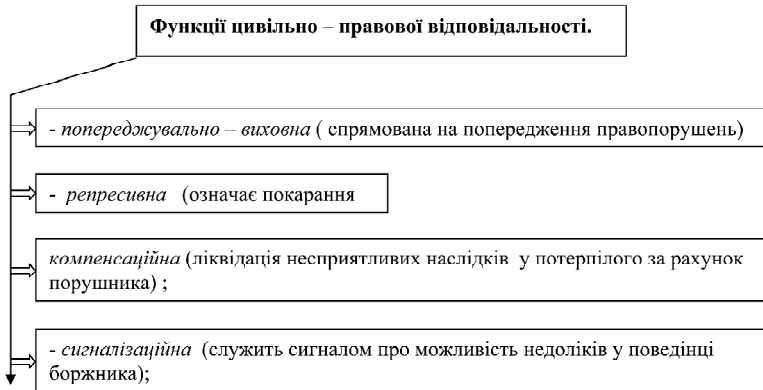 Функції цивільно – правової відповідальності.
- попереджувально – виховна ( спрямована на попередження правопорушень)
- репресивна (означає покарання
компенсаційна (ліквідація несприятливих наслідків у потерпілого за рахунок
порушника) ;
- сигналізаційна (служить сигналом про можливість недоліків у поведінці
боржника);